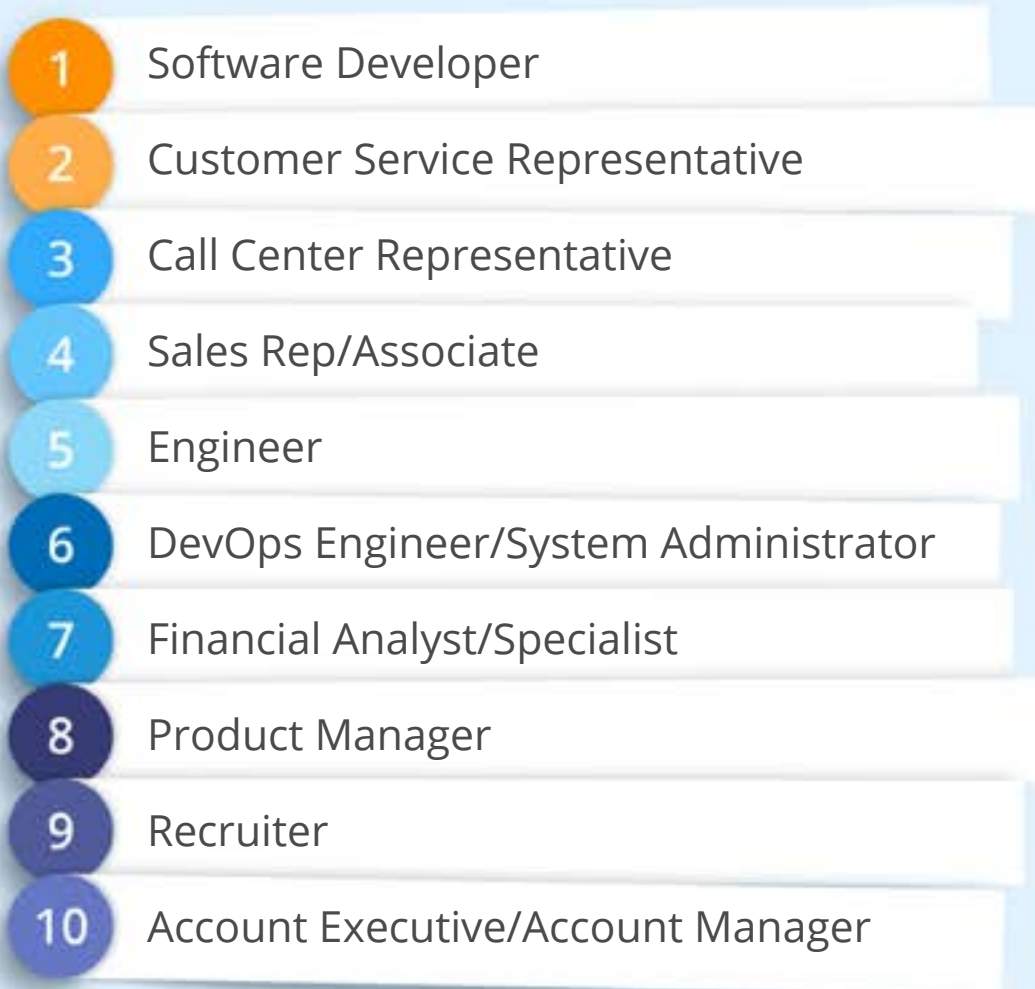 1 Software Developer
2 Customer Service Representative
3 Call Center Representative
4 Sales Rep/Associate
5 Engineer
6 DevOps Engineer/System Administrator
7 Financial Analyst/Specialist
8 Product Manager
9 Recruiter
10 Account Executive/Account Manager